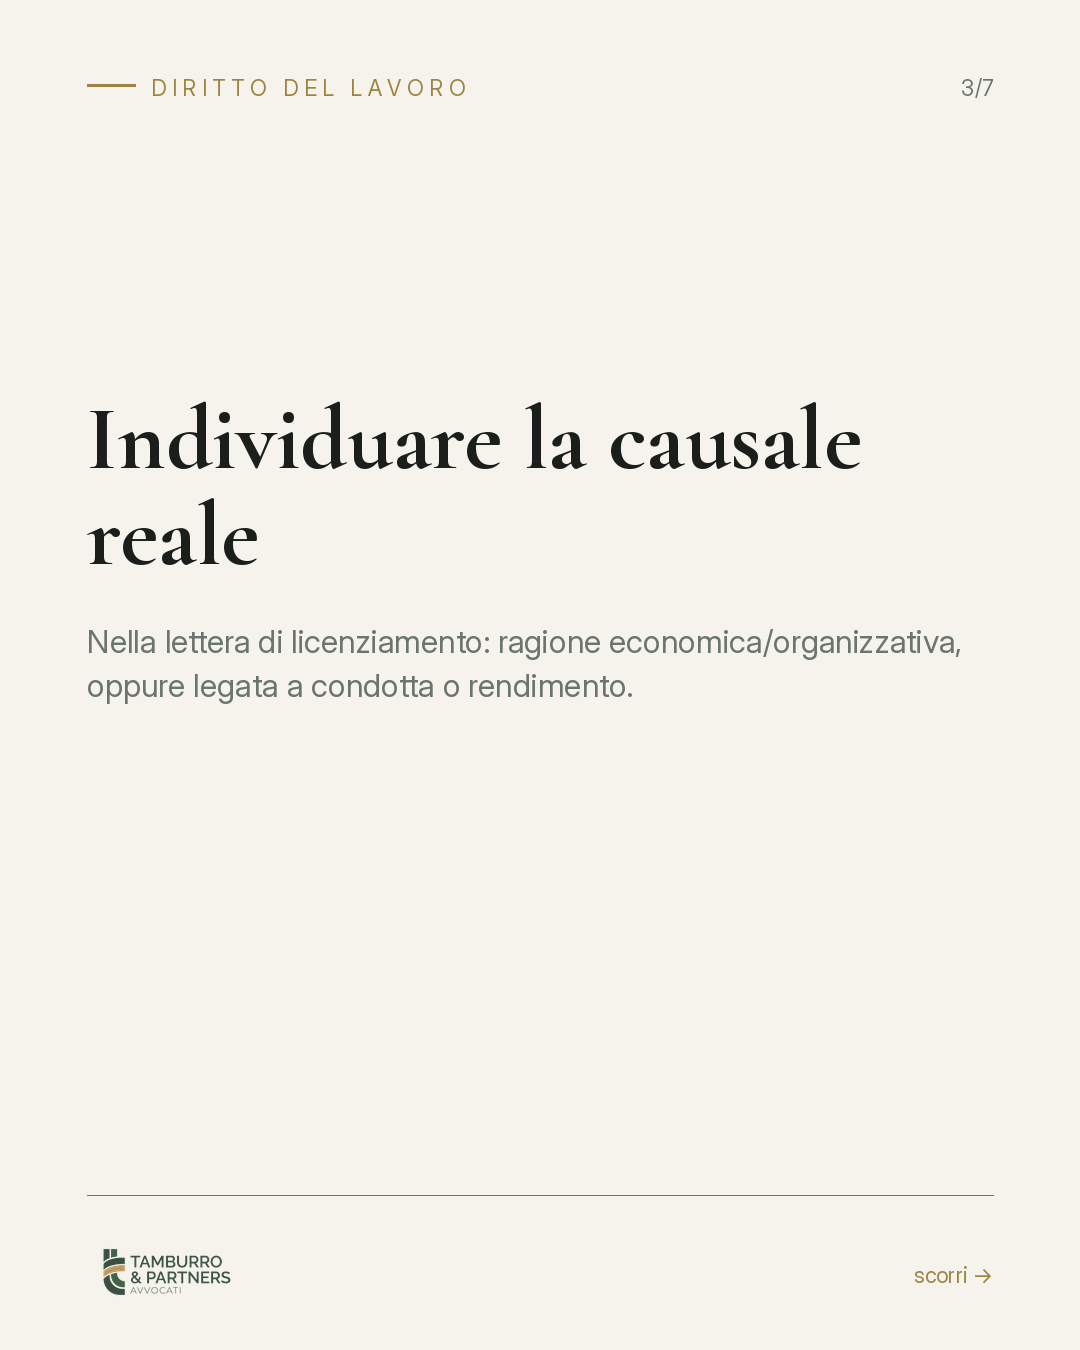 DIRITTO DEL LAVORO
3/7
Individuare la causale
reale
Nella lettera di licenziamento: ragione economica/organizzativa,
oppure legata a condotta o rendimento.
TAMBURRO
& PARTNERS
AVVOCATI
scorri →